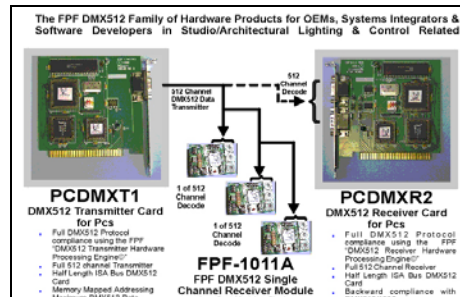 The FPF DMX512 Family of Hardware Products for OEMs, Systems Integrators &
Software Developers in Studio/Architectural Lighting & Control Related
512 Channel
DMX512 Data
Transmitter
512
Channel
Decode
1 of 512
Channel
Decode
1 of 512
Channel
Decode
PCDMXT1
DMX512 Transmitter Card
for Pcs
Full DMX512 Protocol
compliance using the FPF
"DMX512 Transmitter Hardware
Processing Engine©"
Full 512 channel Transmitter
Half Length ISA Bus DMX512
Card
Memory Mapped Addressing
FPF-1011A
FPF DMX512 Single
Channel Receiver Module
PCDMXR2
DMX512 Receiver Card
for Pcs
Full DMX512 Protocol
compliance using the FPF
"DMX512 Receiver Hardware
Processing Engine©"
Full 512 Channel Receiver
Half Length ISA Bus DMX512
Card
Backward compliance with